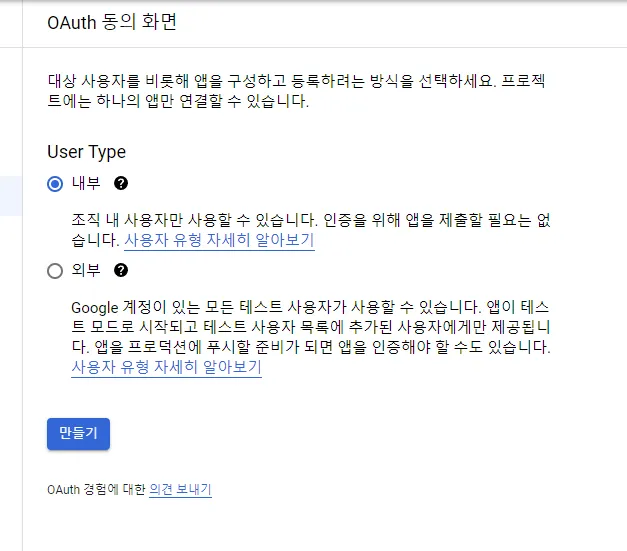 OAuth 동의 화면
대상 사용자를 비롯해 앱을 구성하고 등록하려는 방식을 선택하세요. 프로젝
트에는 하나의 앱만 연결할 수 있습니다.
User Type
내부
조직 내 사용자만 사용할 수 있습니다. 인증을 위해 앱을 제출할 필요는 없
습니다. 사용자 유형 자세히 알아보기
외부
Google 계정이 있는 모든 테스트 사용자가 사용할 수 있습니다. 앱이 테스
트 모드로 시작되고 테스트 사용자 목록에 추가된 사용자에게만 제공됩니
다. 앱을 프로덕션에 푸시할 준비가 되면 앱을 인증해야 할 수도 있습니다.
사용자 유형 자세히 알아보기
만들기
OAuth 경험에 대한 의견 보내기